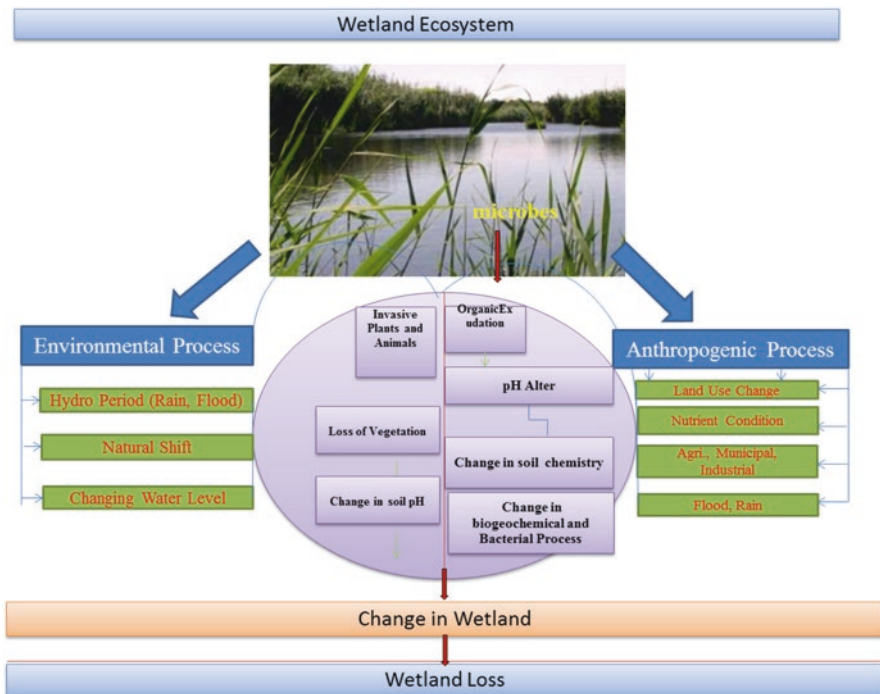 Wetland Ecosystem
microbes
Environmental Process
Hydro Period (Rain, Flood)
Natural Shift
Changing Water Level
Invasive
Plants and
Animals
Loss of Vegetation
Change in soil pH
OrganicEx
udation
pH Alter
Change in soil chemistry
Change in
biogeochemical and
Bacterial Process
Anthropogenic Process
Land Use Change
Nutrient Condition
Agri., Municipal,
Industrial
Flood, Rain
Change in Wetland
Wetland Loss